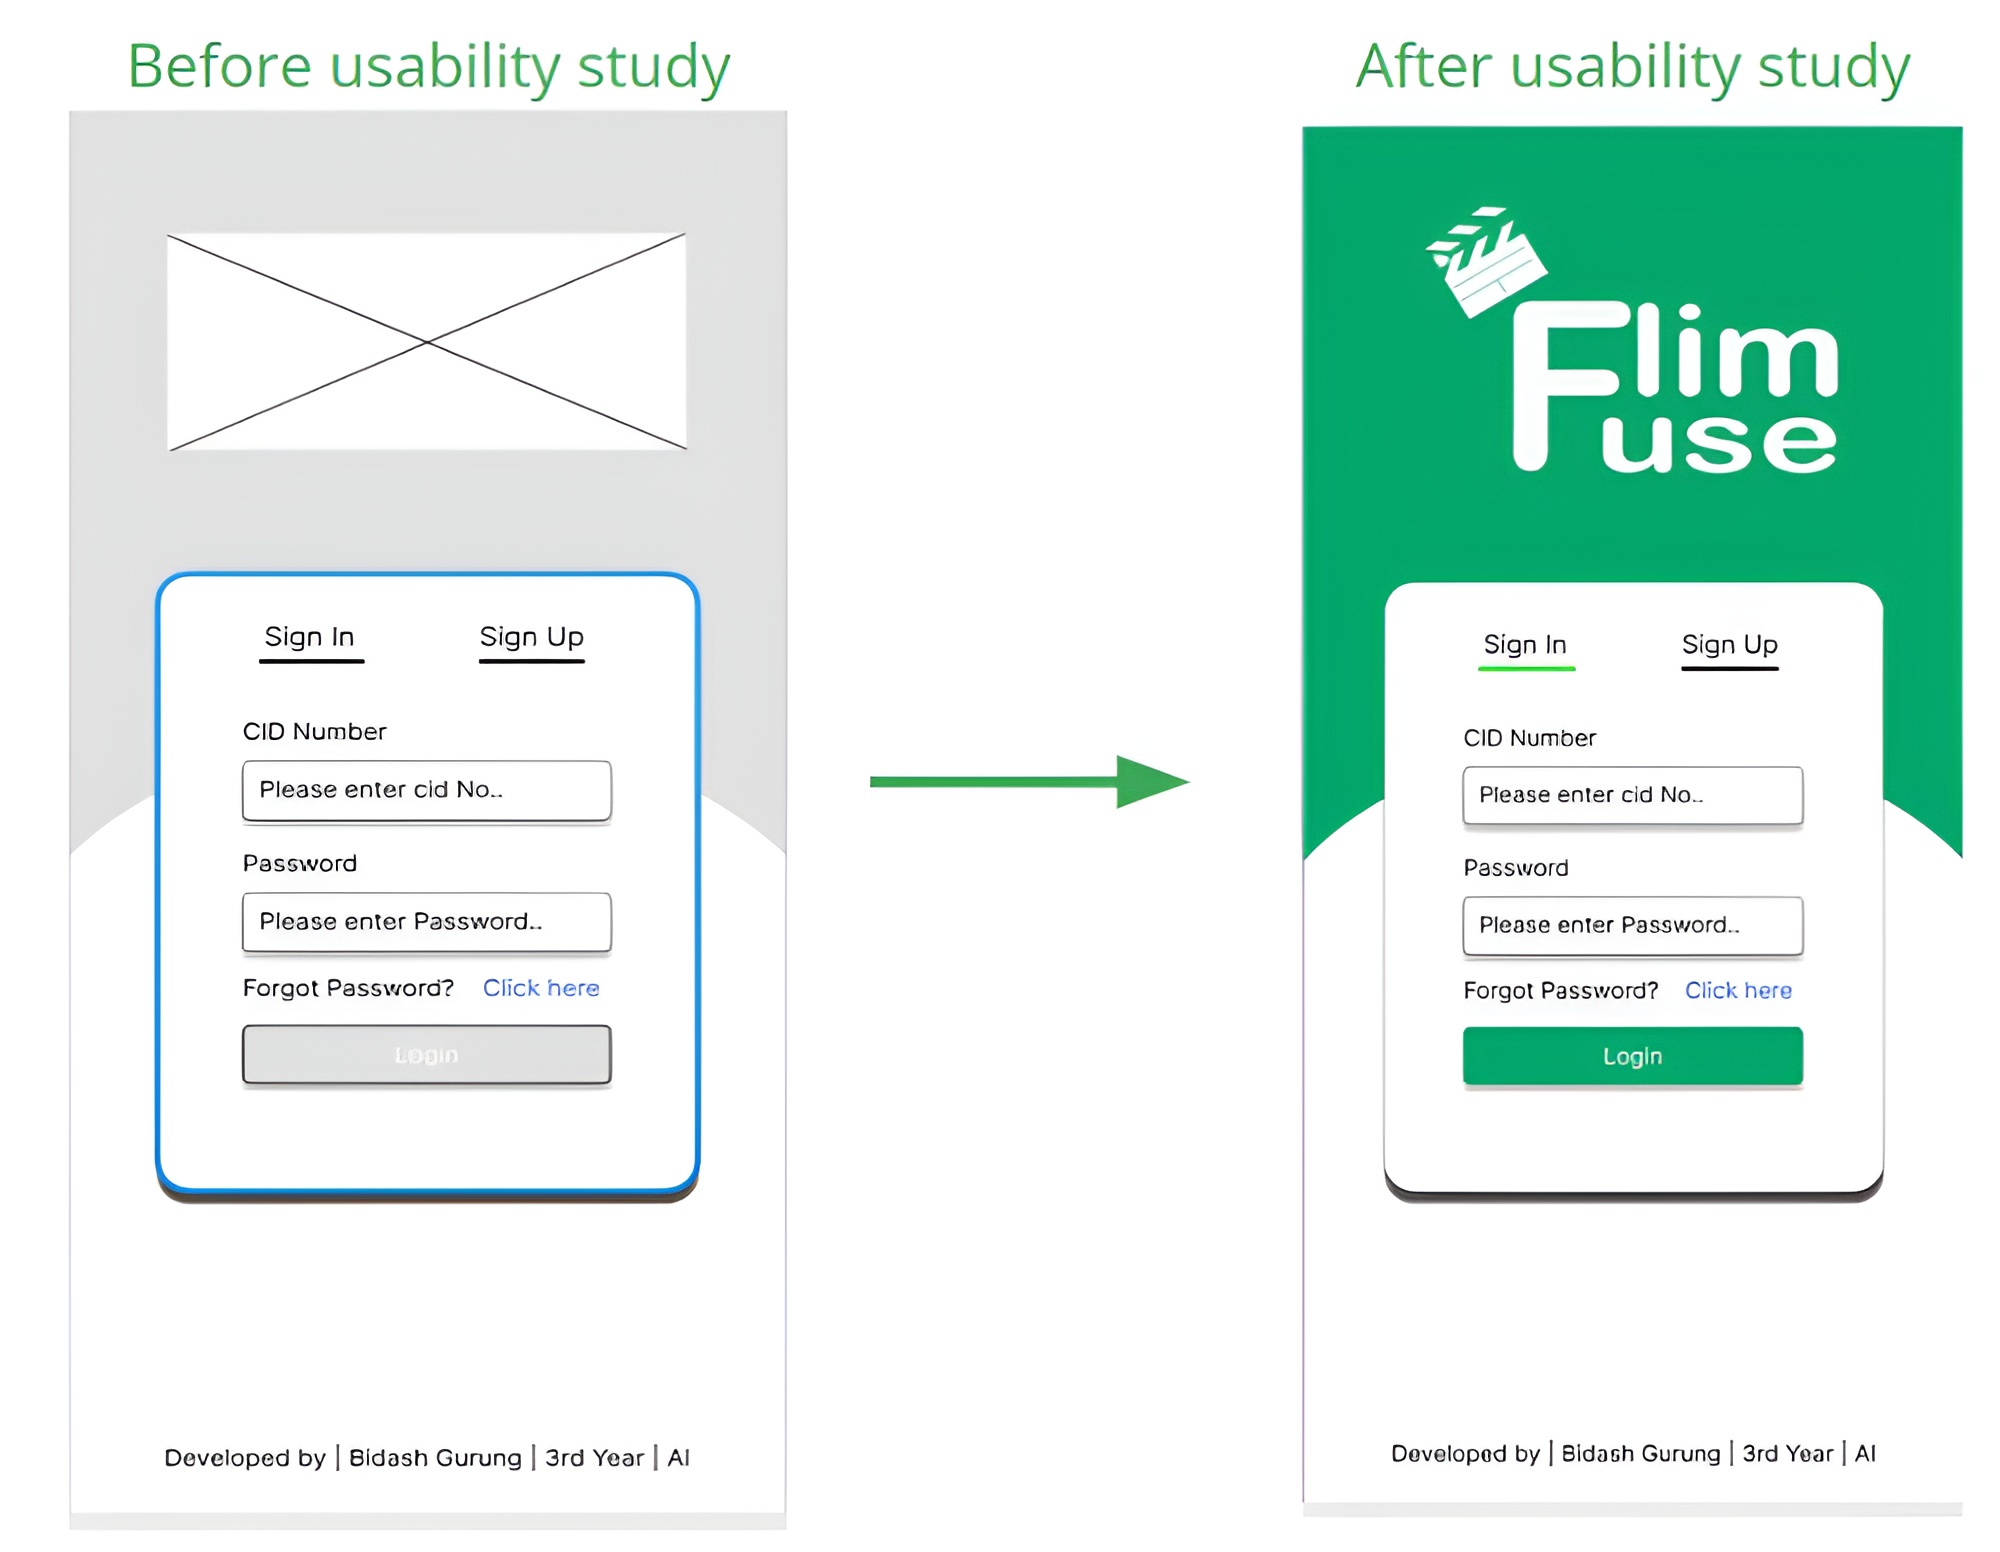 Before usability study
Sign In Sign Up
CID Number
Please enter cid No..
Password
Please enter Password..
Forgot Password? Click here
Login
Developed by | Bidash Gurung | 3rd Year | AI
After usability study
Flim
use
Sign In Sign Up
CID Number
Please enter cid No..
Password
Please enter Password..
Forgot Password? Click here
Login
Developed by | Bidash Gurung | 3rd Year | AI